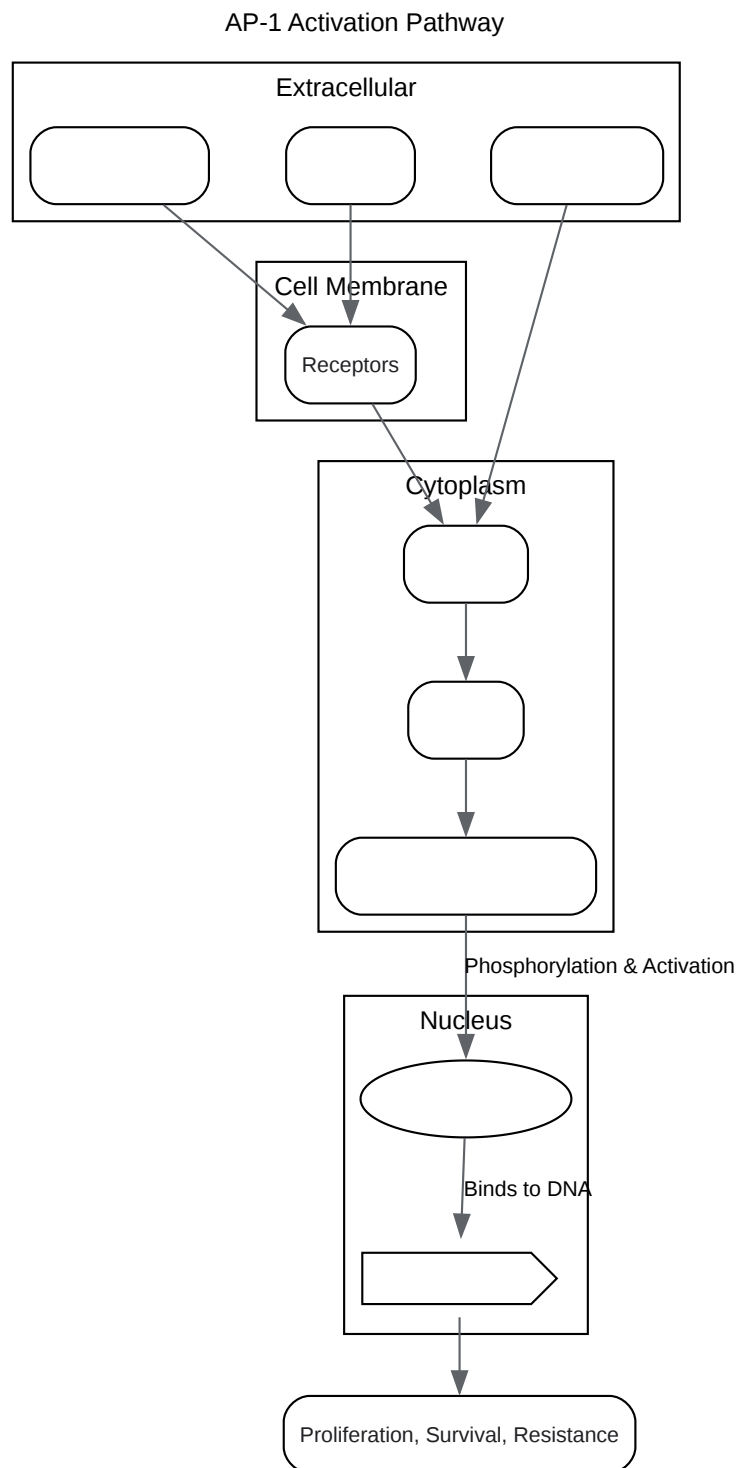 AP-1 Activation Pathway
Extracellular
Cell Membrane
Receptors
Cytoplasm
Phosphorylation & Activation
Nucleus
Binds to DNA
Proliferation, Survival, Resistance